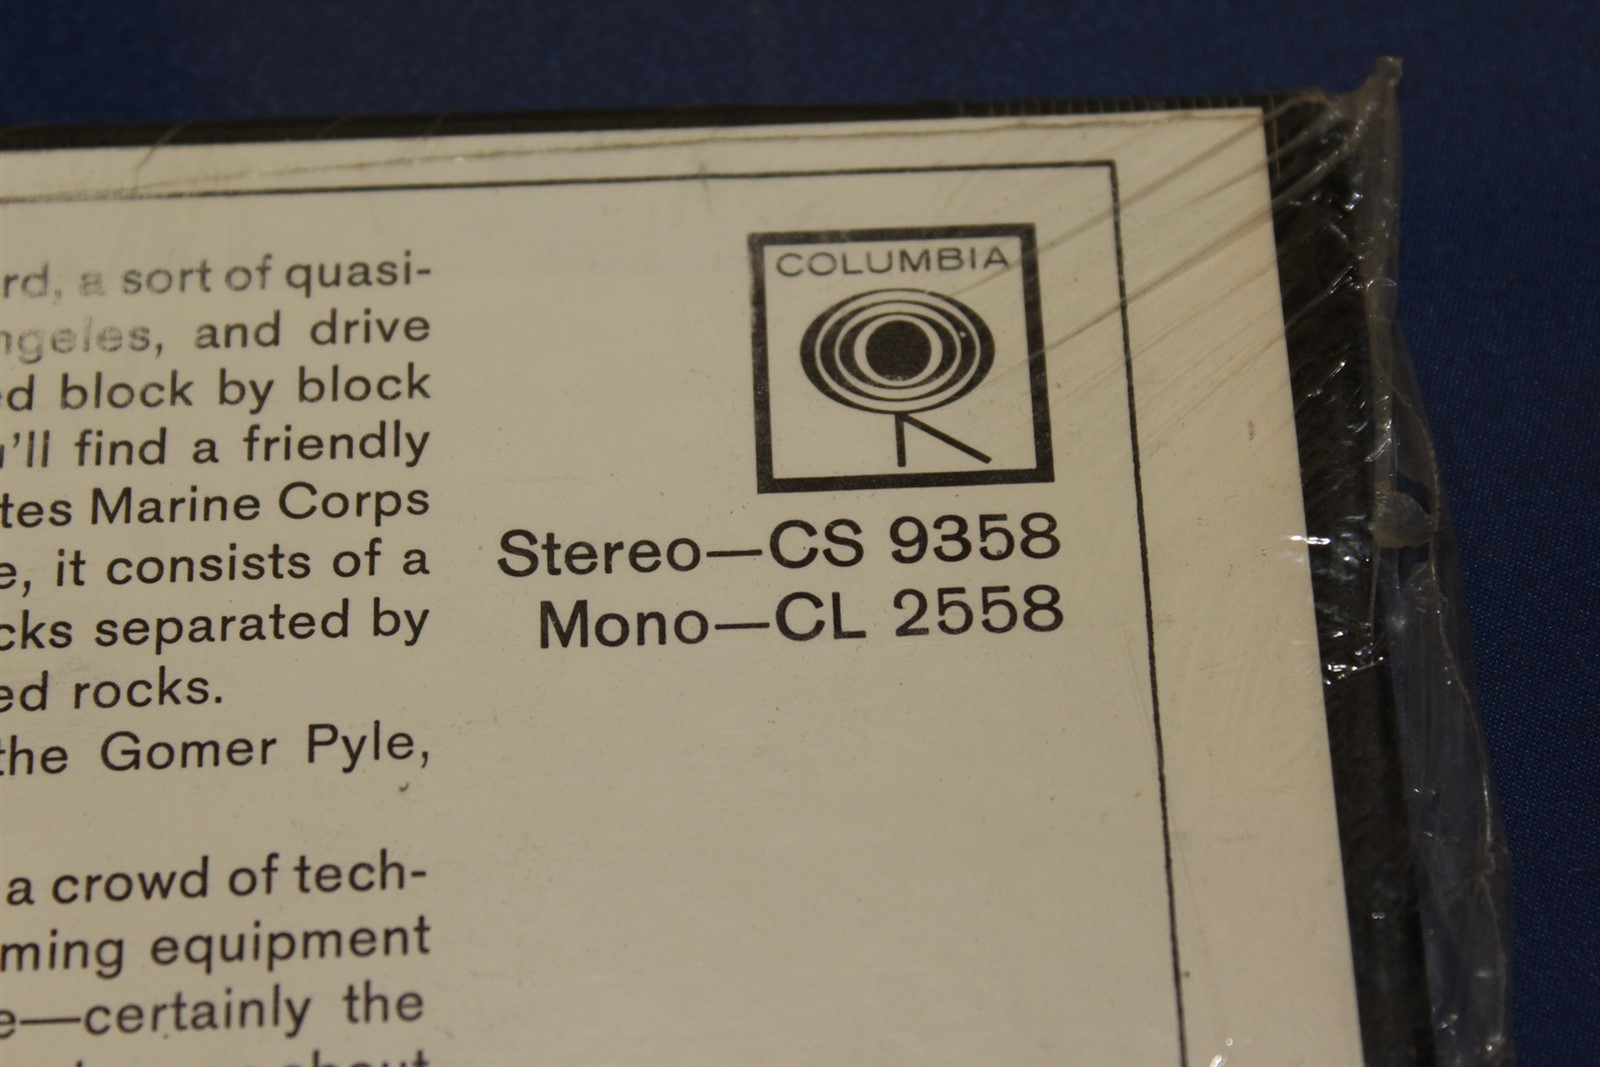 rd, a sort of quasi-
ngeles, and drive
ed block by block
u'll find a friendly
tes Marine Corps
e, it consists of a
cks separated by
ed rocks.
the Gomer Pyle,
a crowd of tech-
ming equipment
e—certainly the
about
COLUMBIA
Stereo—CS 9358
Mono—CL 2558